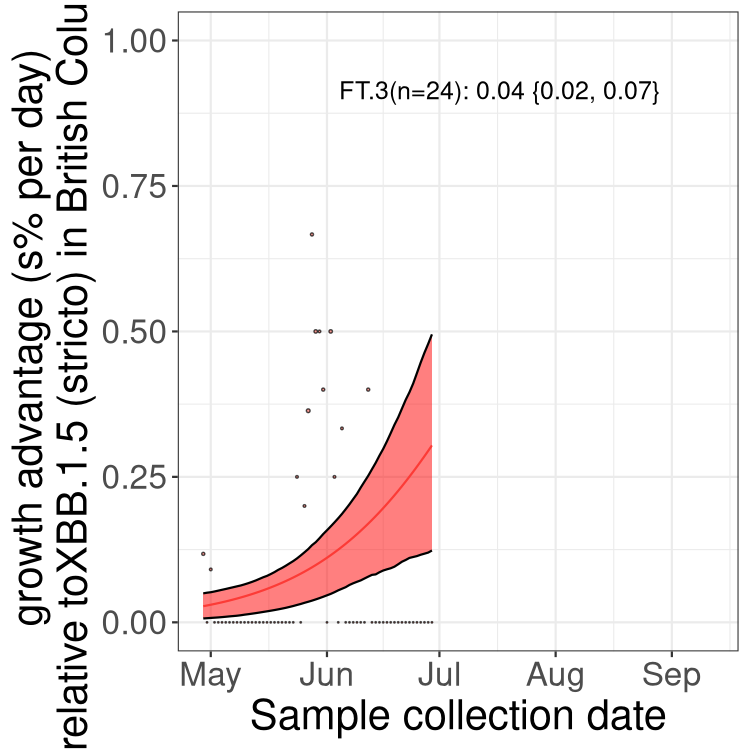 growth advantage (s% per day)
relative toXBB.1.5 (stricto) in British Colu
1.00
0.75
0.50
0.25
0.00
FT.3(n=24): 0.04 {0.02, 0.07}
May Jun Jul Aug Sep
Sample collection date